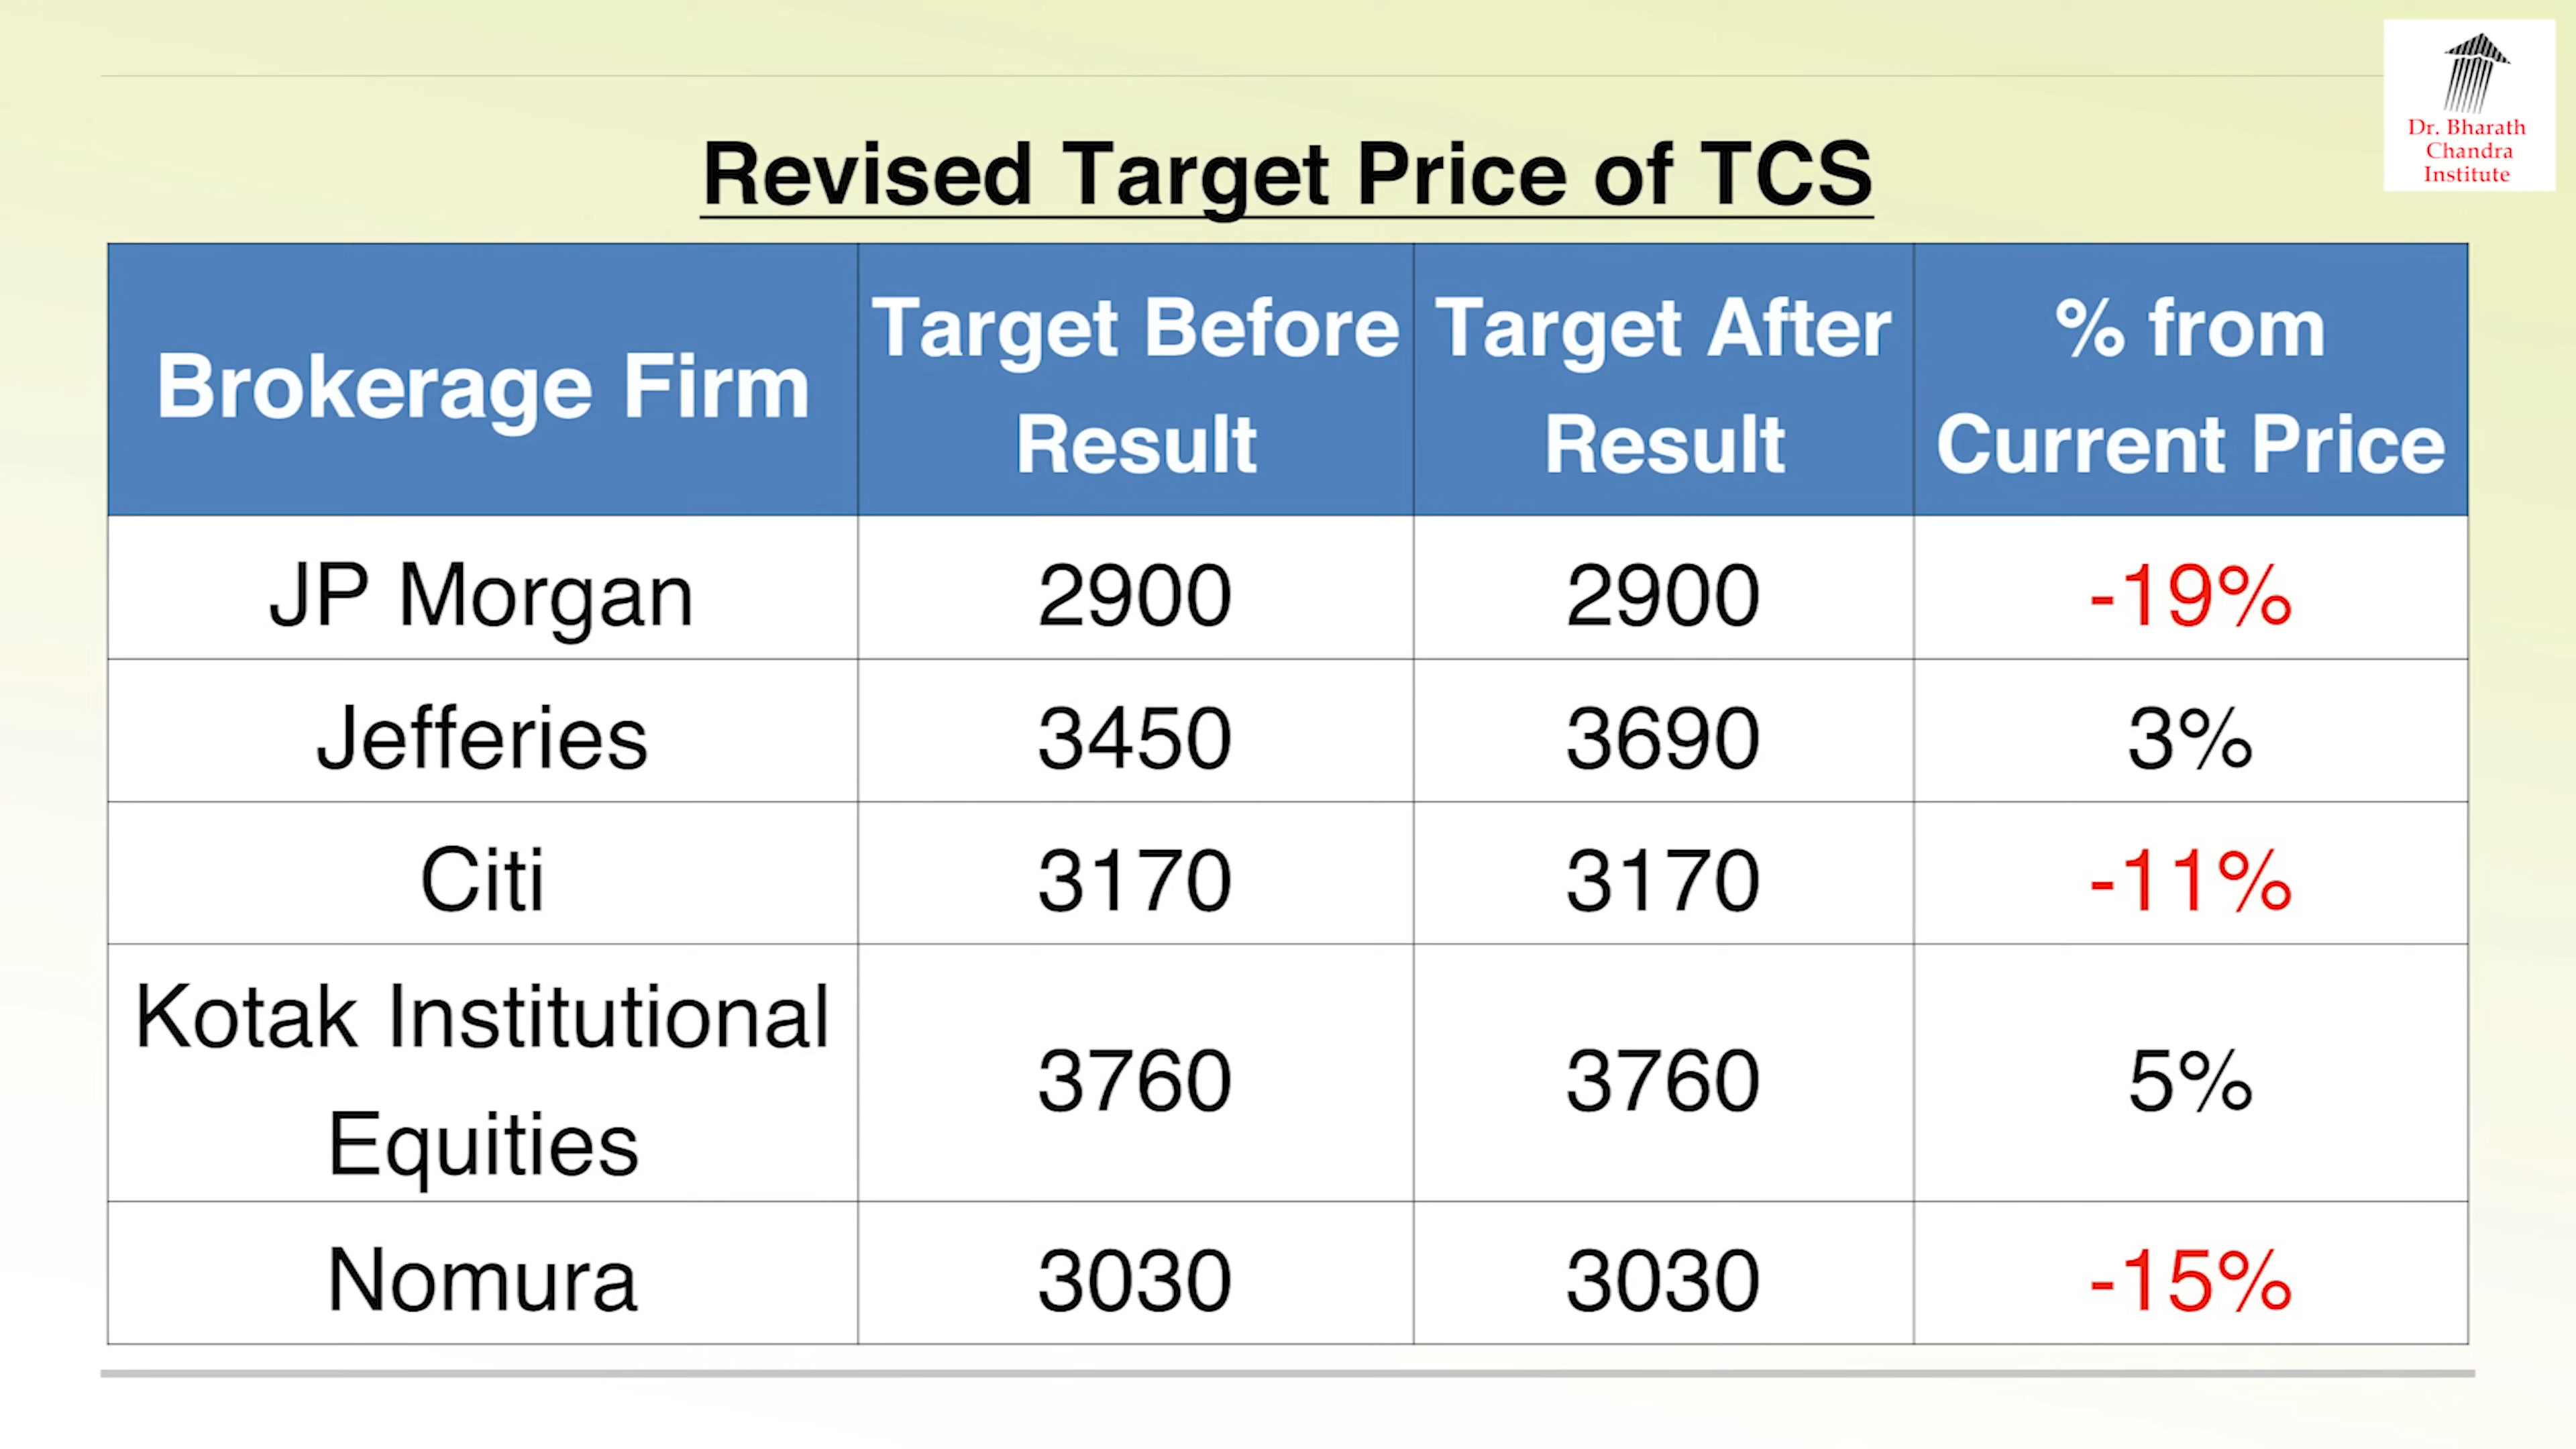 Dr. Bharath
Chandra
Institute
Revised Target Price of TCS
Brokerage Firm
Target Before
Result
Target After
Result
% from
Current Price
JP Morgan
2900
2900
-19%
Jefferies
3450
3690
3%
Citi
3170
3170
-11%
Kotak Institutional
Equities
3760
3760
5%
Nomura
3030
3030
-15%